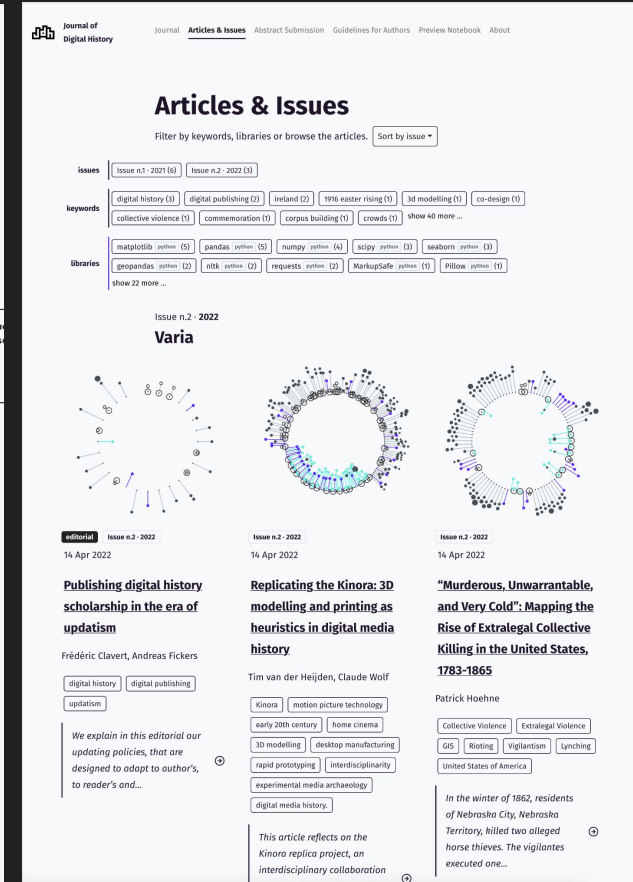 Journal of
Digital History
Journal Articles & Issues Abstract Submission Guidelines for Authors Preview Notebook About
Articles & Issues
Filter by keywords, libraries or browse the articles. Sort by issue
issues Issue n.1 · 2021 (6) Issue n.2 · 2022 (3)
keywords digital history (3) digital publishing (2) ireland (2) 1916 easter rising (1) 3d modelling (1) co-design (1)
collective violence (1) commemoration (1) corpus building (1) crowds (1) show 40 more ...
libraries matplotlib python (5) pandas python (5) numpy python (4) scipy python (3) seaborn python (3)
geopandas python (2) nltk python (2) requests python (2) MarkupSafe python (1) Pillow python (1)
show 22 more ...
Issue n.2 · 2022
Varia
editorial Issue n.2 · 2022
14 Apr 2022
Publishing digital history
scholarship in the era of
updatism
Frédéric Clavert, Andreas Fickers
digital history digital publishing
updatism
We explain in this editorial our
updating policies, that are
designed to adapt to author's,
to reader's and...
Issue n.2 · 2022
14 Apr 2022
Replicating the Kinora: 3D
modelling and printing as
heuristics in digital media
history
Tim van der Heijden, Claude Wolf
Kinora motion picture technology
early 20th century home cinema
3D modelling desktop manufacturing
rapid prototyping interdisciplinarity
experimental media archaeology
digital media history.
This article reflects on the
Kinora replica project, an
interdisciplinary collaboration
Issue n.2 · 2022
14 Apr 2022
“Murderous, Unwarrantable,
and Very Cold”: Mapping the
Rise of Extralegal Collective
Killing in the United States,
1783-1865
Patrick Hoehne
Collective Violence Extralegal Violence
GIS Rioting Vigilantism Lynching
United States of America
In the winter of 1862, residents
of Nebraska City, Nebraska
Territory, killed two alleged
horse thieves. The vigilantes
executed one...